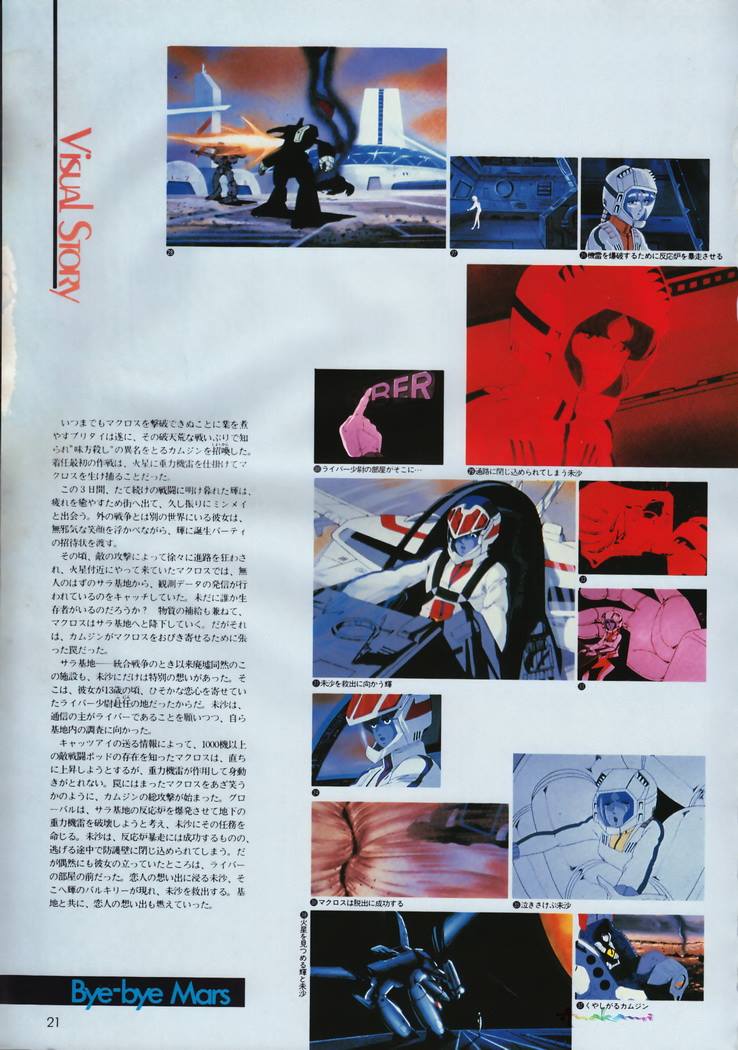 VISUAL STORY
㉖
㉗
㉘機雷を爆破するために反応炉を暴走させる
RFR
㉚ライバー少尉の部屋がそこに…
㉙通路に閉じ込められてしまう未沙
いつまでもマクロスを撃破できぬことに業を煮
やすブリタイは遂に、その破天荒な戦いぶりで知
られ"味方殺し"の異名をとるカムジンを招喚した。
着任最初の作戦は、火星に重力機雷を仕掛けてマ
クロスを生け捕ることだった。
この3日間、たて続けの戦闘に明け暮れた輝は、
疲れを癒やすため街へ出て、久し振りにミンメイ
と出会う。外の戦争とは別の世界にいる彼女は、
無邪気な笑顔を浮かべながら、輝に誕生パーティ
の招待状を渡す。
その頃、敵の攻撃によって徐々に進路を狂わさ
れ、火星付近にやって来ていたマクロスでは、無
人のはずのサラ基地から、観測データの発信が行
われているのをキャッチしていた。未だに誰か生
存者がいるのだろうか？ 物質の補給も兼ねて、
マクロスはサラ基地へと降下していく。だがそれ
は、カムジンがマクロスをおびき寄せるために張
った罠だった。
サラ基地──統合戦争のとき以来廃墟同然のこ
の施設も、未沙にだけは特別の想いがあった。そ
こは、彼女が13歳の頃、ひそかな恋心を寄せてい
たライバー少尉赴任の地だったからだ。未沙は、
通信の主がライバーであることを願いつつ、自ら
基地内の調査に向かった。
キャッツアイの送る情報によって、1000機以上
の敵戦闘ポッドの存在を知ったマクロスは、直ち
に上昇しようとするが、重力機雷が作用して身動
きがとれない。罠にはまったマクロスをあざ笑う
かのように、カムジンの総攻撃が始まった。グロ
ーバルは、サラ基地の反応炉を爆発させて地下の
重力機雷を破壊しようと考え、未沙にその任務を
命じる。未沙は、反応炉暴走には成功するものの、
逃げる途中で防護壁に閉じ込められてしまう。だ
が偶然にも彼女の立っていたところは、ライバー
の部屋の前だった。恋人の想い出に浸る未沙、そ
こへ輝のバルキリーが現れ、未沙を救出する。基
地と共に、恋人の想い出も燃えていった。
㉛未沙を救出に向かう輝
㉜
㉝
㉞
㉟泣きさけぶ未沙
㊱マクロスは脱出に成功する
㊳火星を見つめる輝と未沙
㊲くやしがるカムジン
Bye-bye Mars
21